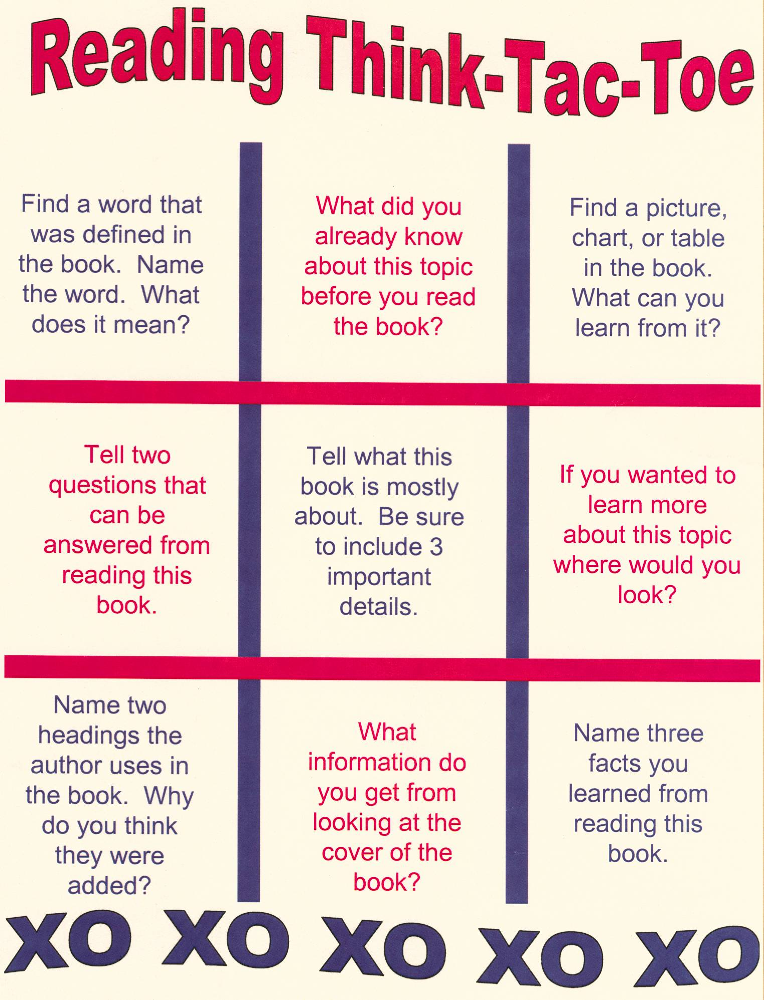 Reading Think-Tac-Toe
Find a word that
was defined in
the book.  Name
the word.  What
does it mean?
What did you
already know
about this topic
before you read
the book?
Find a picture,
chart, or table
in the book.
What can you
learn from it?
Tell two
questions that
can be
answered from
reading this
book.
Tell what this
book is mostly
about.  Be sure
to include 3
important
details.
If you wanted to
learn more
about this topic
where would you
look?
Name two
headings the
author uses in
the book.  Why
do you think
they were
added?
What
information do
you get from
looking at the
cover of the
book?
Name three
facts you
learned from
reading this
book.
XO XO XO XO XO